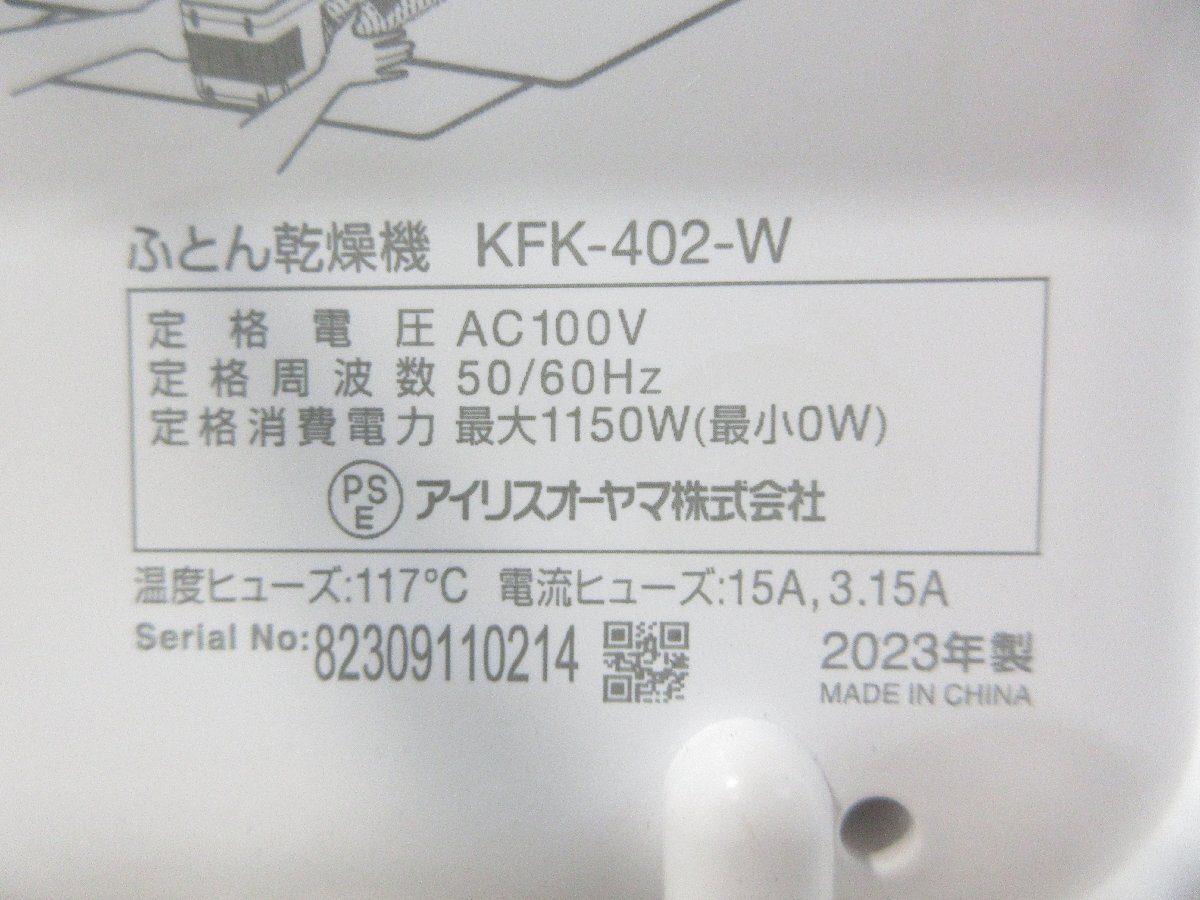 ふとん乾燥機 KFK-402-W
定格電圧 AC100V
定格周波数 50/60Hz
定格消費電力 最大1150W(最小0W)
PSE アイリスオーヤマ株式会社
温度ヒューズ:117℃ 電流ヒューズ:15A, 3.15A
Serial No: 82309110214
2023年製
MADE IN CHINA